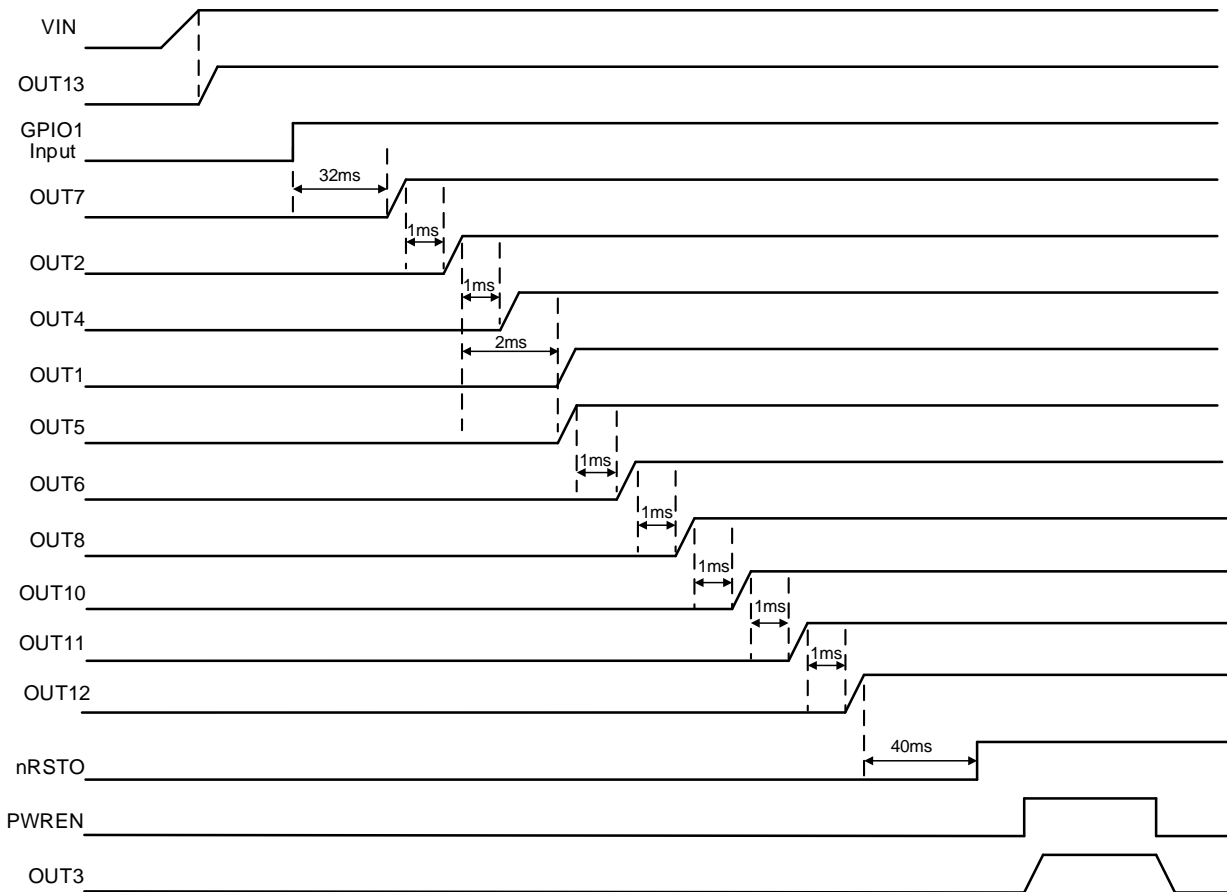 VIN
OUT13
GPIO1
Input
32ms
OUT7
1ms
OUT2
1ms
OUT4
2ms
OUT1
OUT5
1ms
OUT6
1ms
OUT8
1ms
OUT10
1ms
OUT11
1ms
OUT12
40ms
nRSTO
PWREN
OUT3